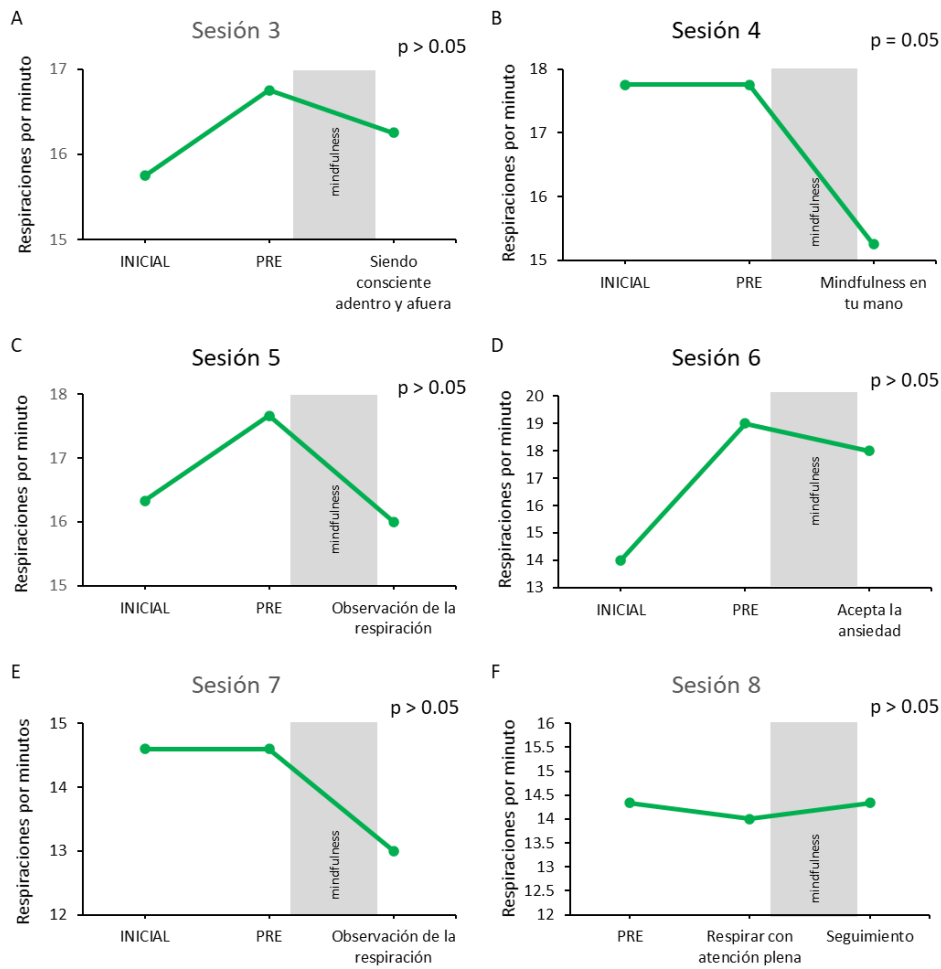 A
Sesión 3
p > 0.05
Respiraciones por minuto
17
16
15
mindfulness
INICIAL
PRE
Siendo
consciente
adentro y afuera
B
Sesión 4
p = 0.05
Respiraciones por minuto
18
17
16
15
mindfulness
INICIAL
PRE
Mindfulness en
tu mano
C
Sesión 5
p > 0.05
Respiraciones por minuto
18
17
16
15
mindfulness
INICIAL
PRE
Observación de la
respiración
D
Sesión 6
p > 0.05
Respiraciones por minuto
20
19
18
17
16
15
14
13
mindfulness
INICIAL
PRE
Acepta la
ansiedad
E
Sesión 7
p > 0.05
Respiraciones por minutos
15
14
13
12
mindfulness
INICIAL
PRE
Observación de la
respiración
F
Sesión 8
p > 0.05
Respiraciones por minuto
16
15.5
15
14.5
14
13.5
13
12.5
12
mindfulness
PRE
Respirar con
atención plena
Seguimiento